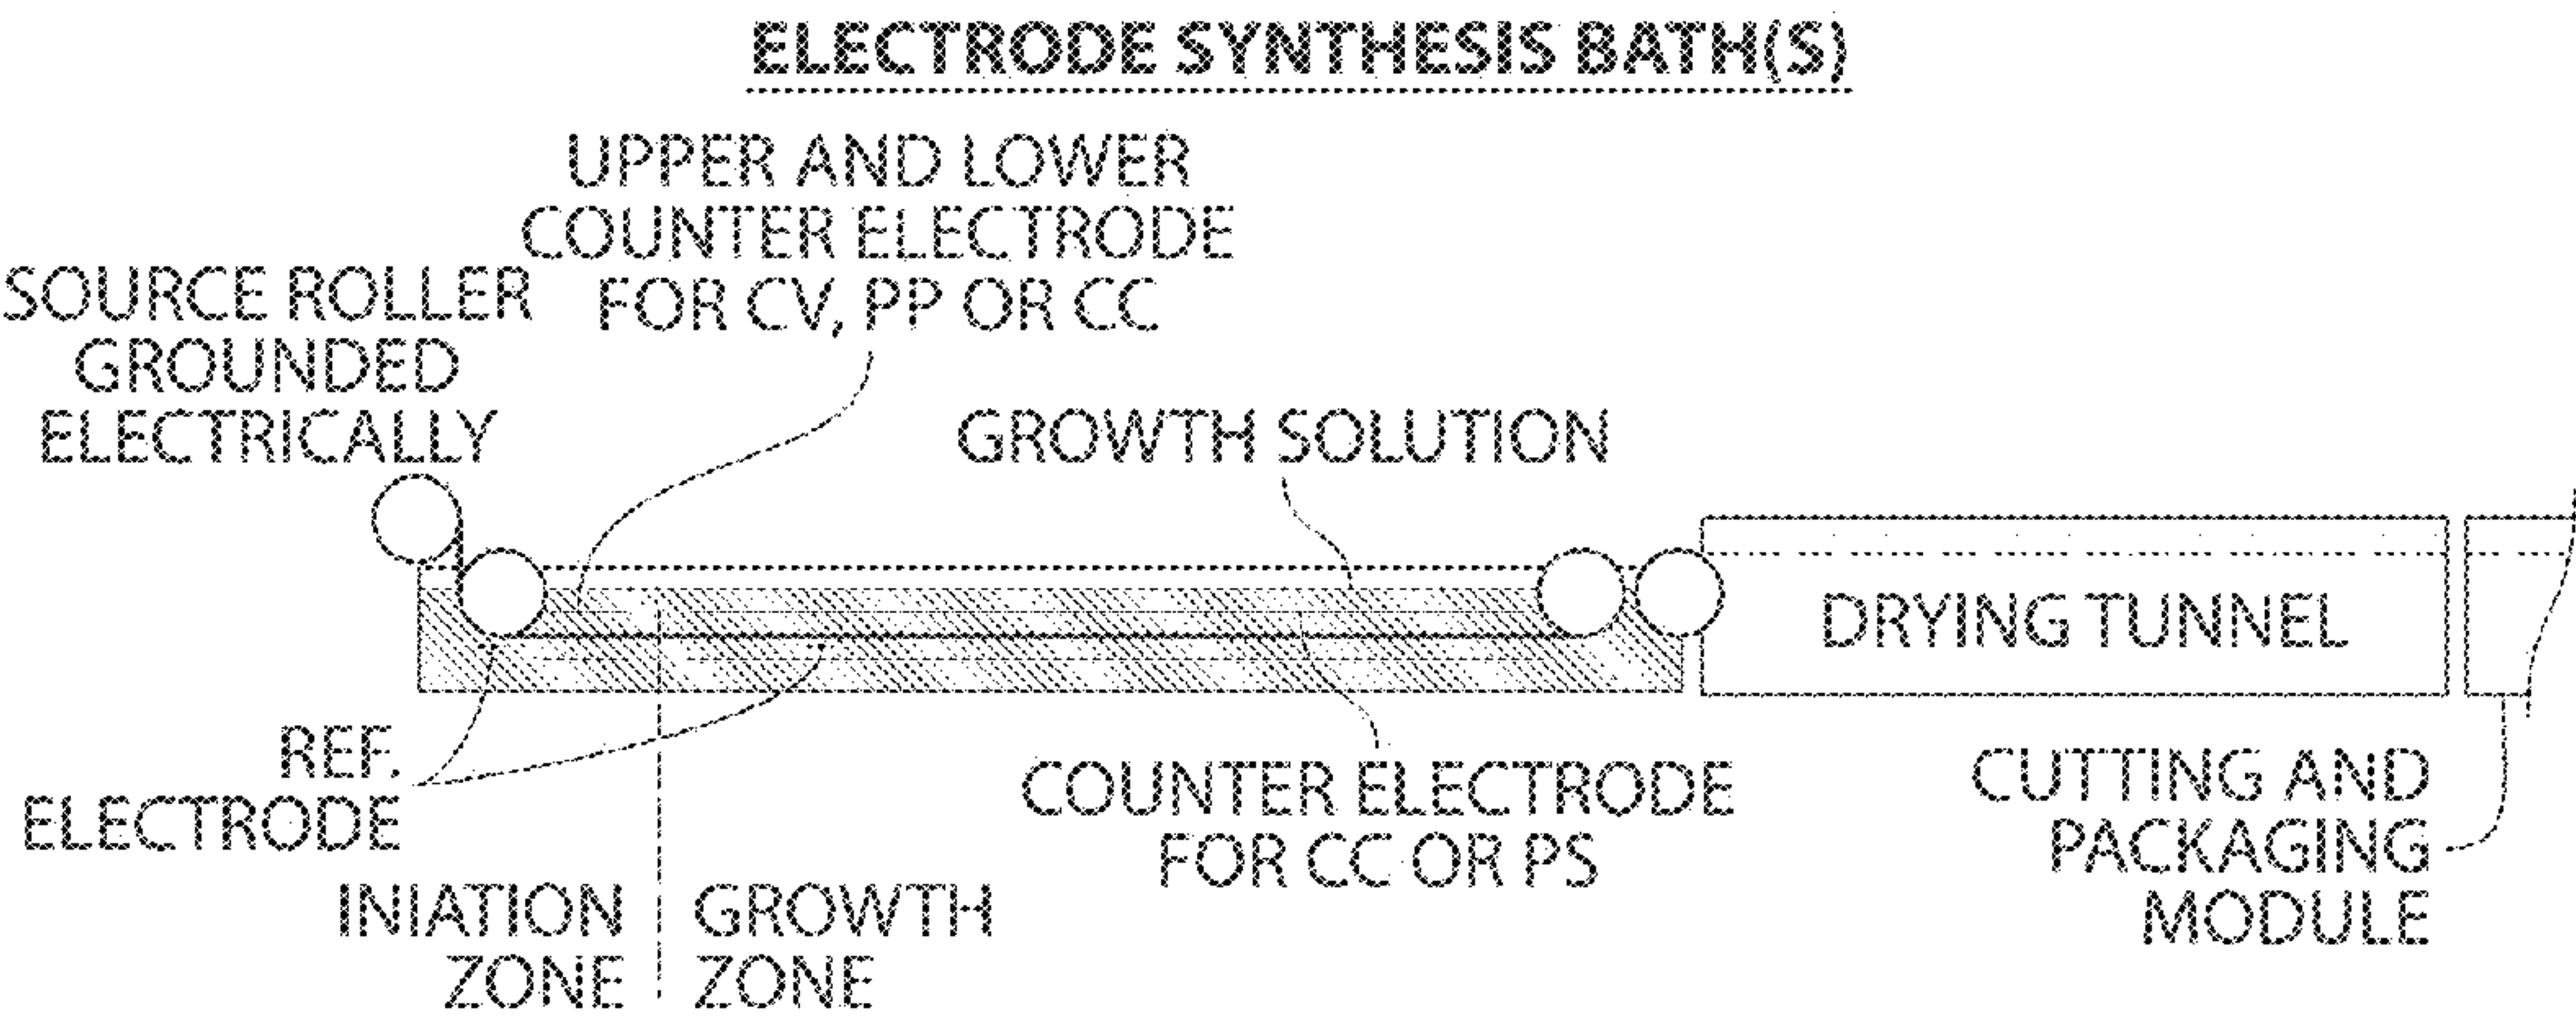 ELECTRODE SYNTHESIS BATH(S)
UPPER AND LOWER
COUNTER ELECTRODE
FOR CV, PP OR CC
SOURCE ROLLER
GROUNDED
ELECTRICALLY
GROWTH SOLUTION
DRYING TUNNEL
REF.
ELECTRODE
COUNTER ELECTRODE
FOR CC OR PS
CUTTING AND
PACKAGING
MODULE
INIATION
ZONE
GROWTH
ZONE